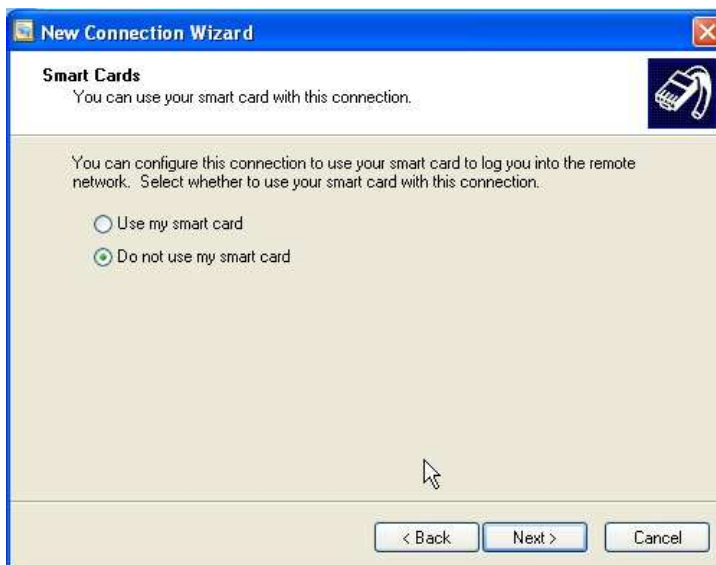 New Connection Wizard
Smart Cards
You can use your smart card with this connection.
You can configure this connection to use your smart card to log you into the remote
network. Select whether to use your smart card with this connection.
Use my smart card
Do not use my smart card
< Back
Next >
Cancel